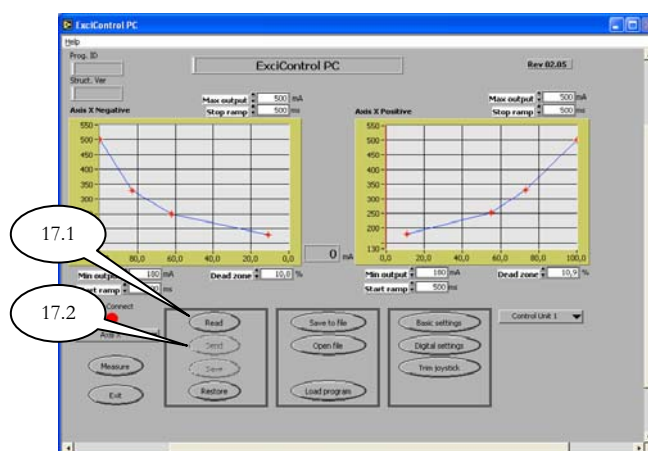 ExciControl PC
Help
Prog. ID
ExciControl PC
Rev 02.05
Struct. Ver
Max output 500 mA
Stop ramp 500 ms
Max output 500 mA
Stop ramp 500 ms
Axis X Negative
Axis X Positive
550
500
450
400
350
300
550
500
450
400
350
300
250
200
130
80,0 60,0 40,0 20,0 0,0
0,0 20,0 40,0 60,0 80,0 100,0
0 mA
17.1
Min output 180 mA
Dead zone 10,0 %
Min output 180 mA
Dead zone 10,9 %
Start ramp
Start ramp 500 ms
17.2
Connect
Axis X
Read
Send
Save
Restore
Save to file
Open file
Load program
Basic settings
Digital settings
Trim joystick
Control Unit 1
Measure
Exit